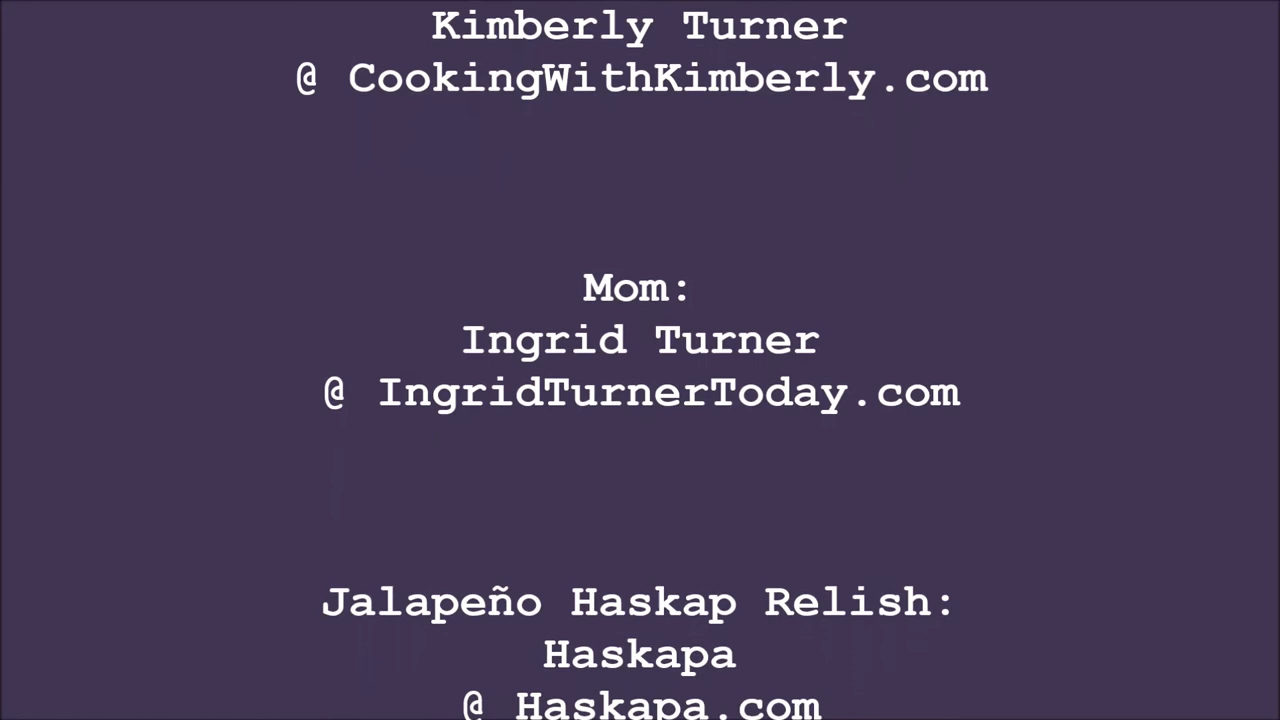 Kimberly Turner
@ CookingWithKimberly.com
Mom:
Ingrid Turner
@ IngridTurnerToday.com
Jalapeño Haskap Relish:
Haskapa
@ Haskapa.com